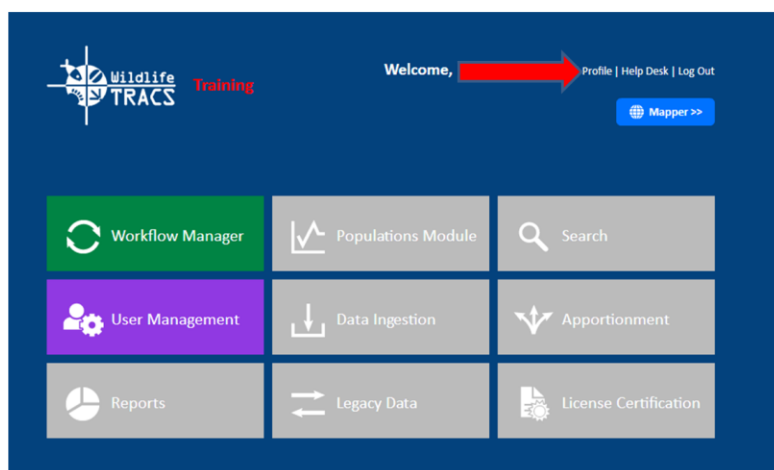 Wildlife
TRACS
Training
Welcome,
Profile | Help Desk | Log Out
Mapper >>
Workflow Manager
Populations Module
Search
User Management
Data Ingestion
Apportionment
Reports
Legacy Data
License Certification